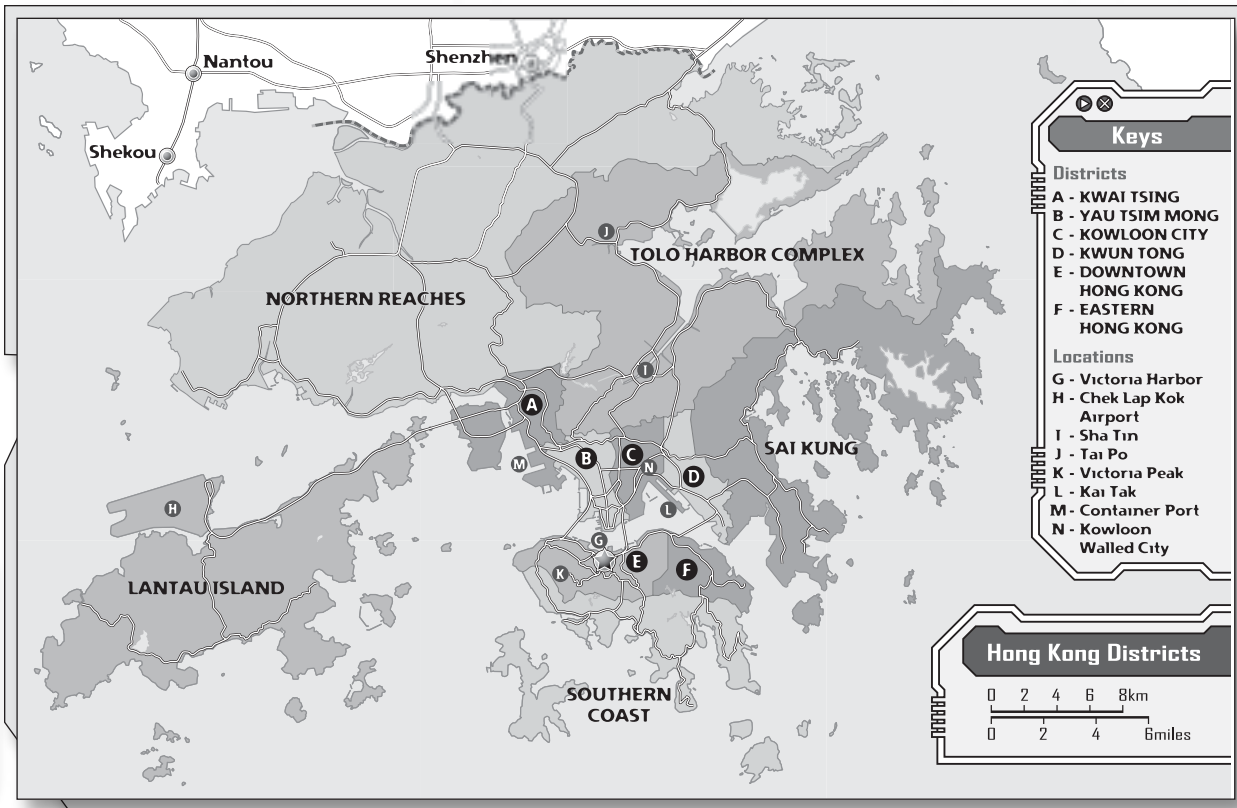 Nantou
Shenzhen
Shekou
J
TOLO HARBOR COMPLEX
NORTHERN REACHES
I
A
SAI KUNG
B
C
M
N
D
H
L
G
E
F
K
LANTAU ISLAND
SOUTHERN
COAST
Keys
Districts
A - KWAI TSING
B - YAU TSIM MONG
C - KOWLOON CITY
D - KWUN TONG
E - DOWNTOWN
HONG KONG
F - EASTERN
HONG KONG
Locations
G - Victoria Harbor
H - Chek Lap Kok
Airport
I - Sha Tin
J - Tai Po
K - Victoria Peak
L - Kai Tak
M - Container Port
N - Kowloon
Walled City
Hong Kong Districts
0 2 4 6 8km
0 2 4 6miles